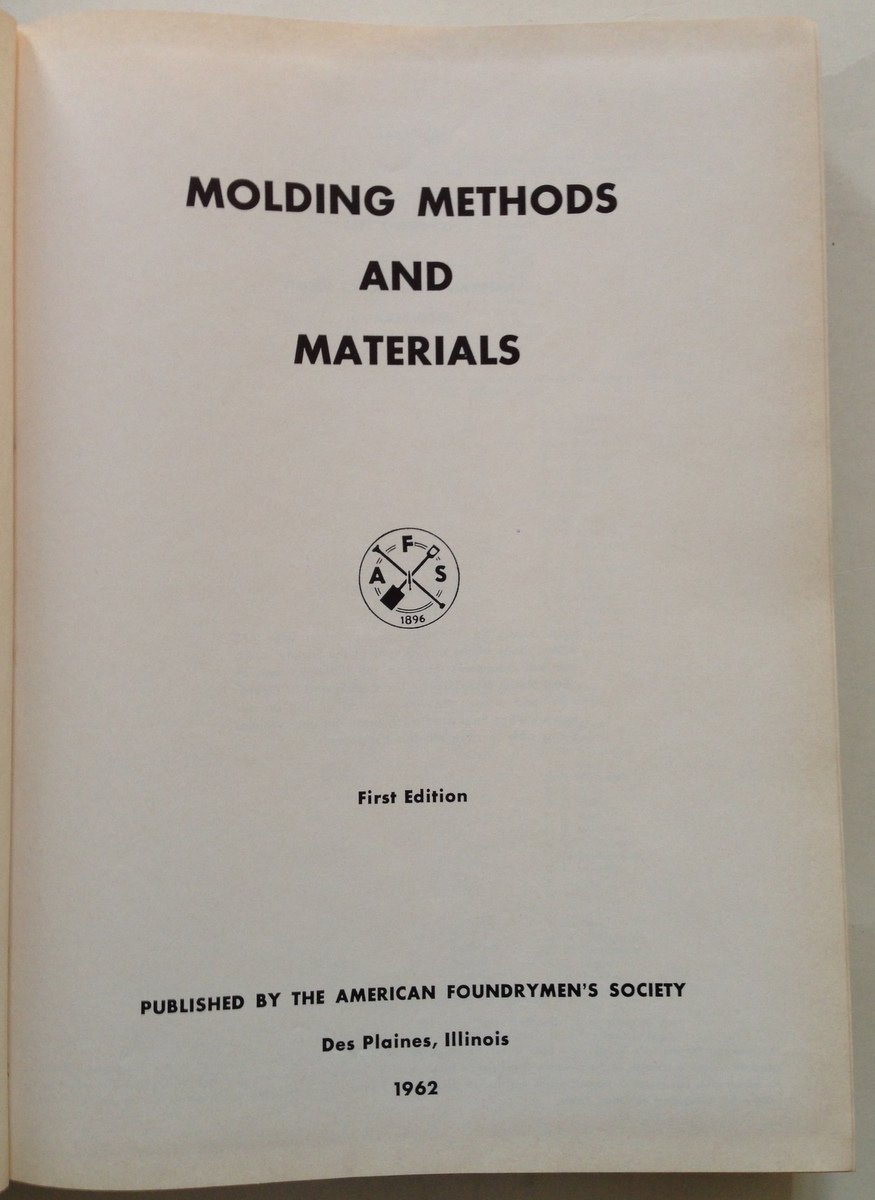 MOLDING METHODS
AND
MATERIALS
F
A S
1896
First Edition
PUBLISHED BY THE AMERICAN FOUNDRYMEN'S SOCIETY
Des Plaines, Illinois
1962